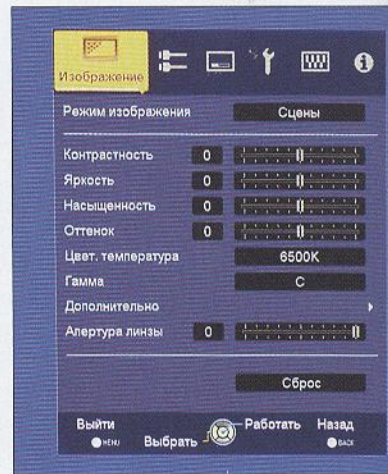 Изображение
Режим изображения Сцены
Контрастность 0
Яркость 0
Насыщенность 0
Оттенок 0
Цвет. температура 6500K
Гамма C
Дополнительно
Апертура линзы 0
Сброс
Выйти Работать Назад
MENU Выбрать BACK